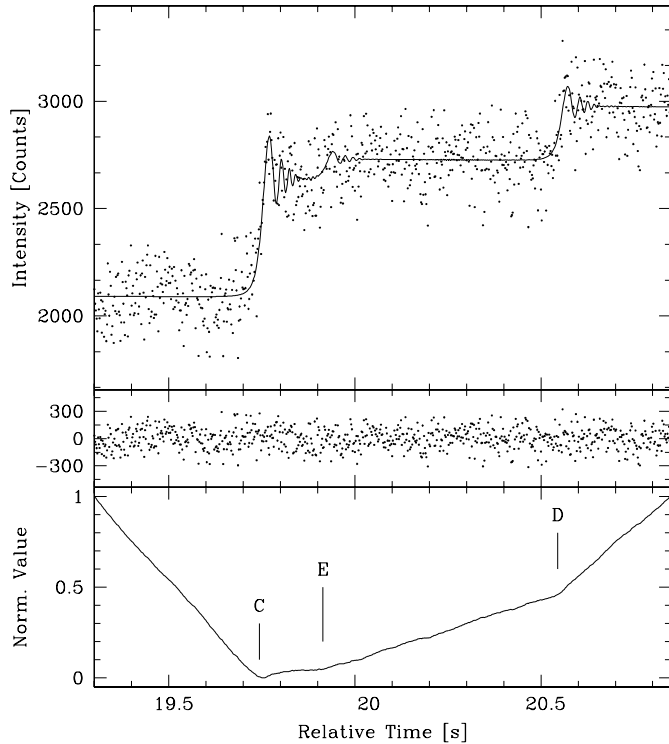 Intensity [Counts]
3000
2500
2000
300
0
−300
Norm. Value
1
0.5
0
C
E
D
19.5
20
20.5
Relative Time [s]